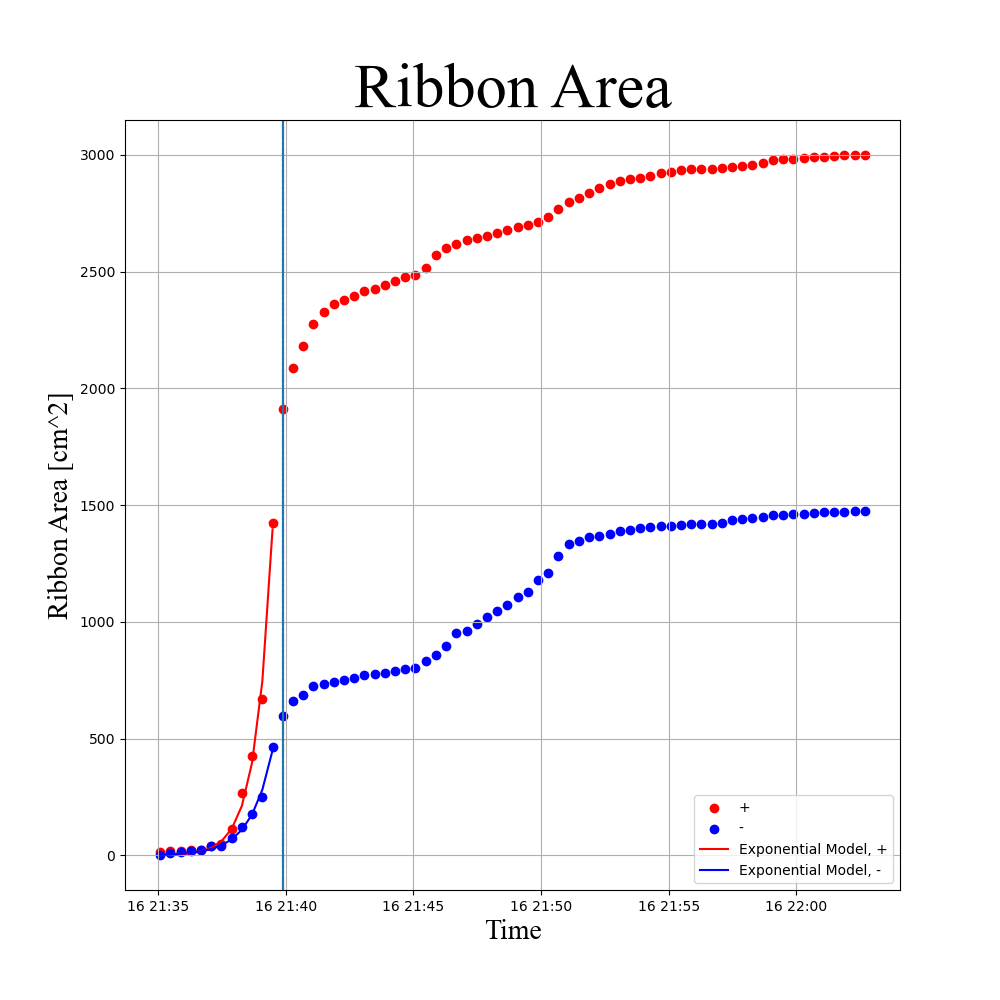 Ribbon Area
Ribbon Area [cm^2]
3000
2500
2000
1500
1000
500
0
16 21:35 16 21:40 16 21:45 16 21:50 16 21:55 16 22:00
Time
+
-
Exponential Model, +
Exponential Model, -